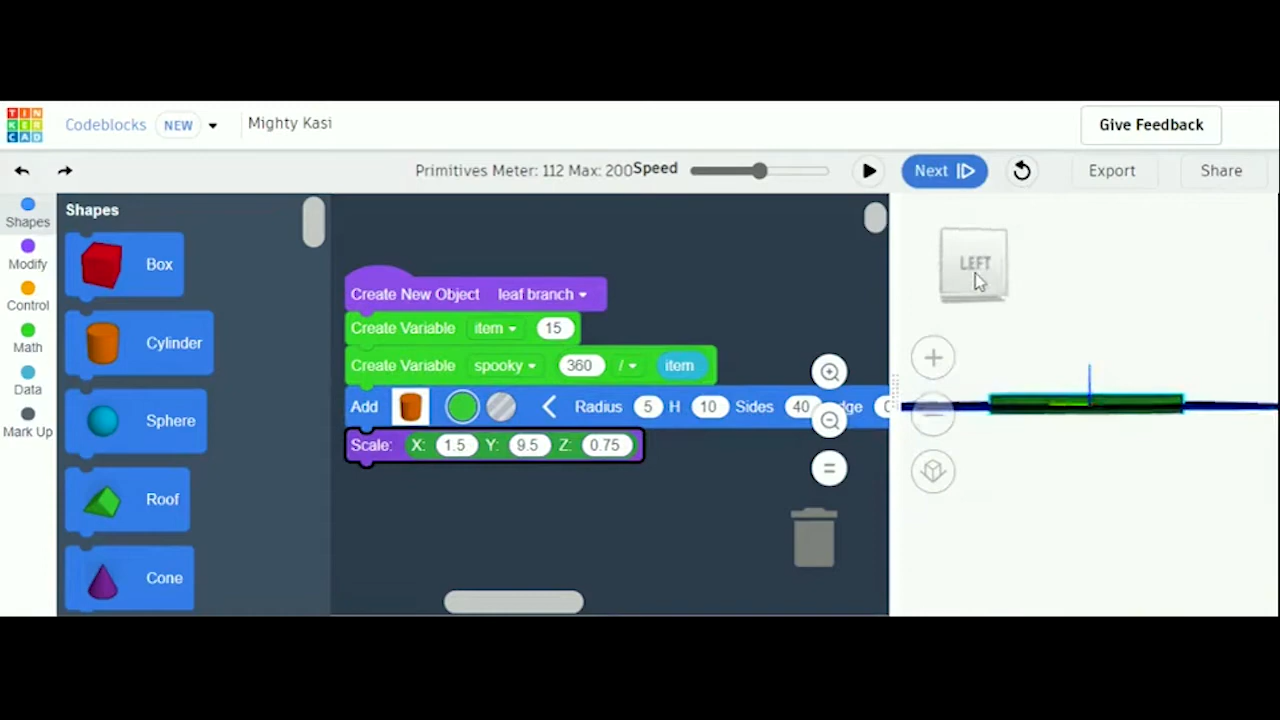 TIN
KER
CAD
Codeblocks NEW Mighty Kasi Give Feedback
Primitives Meter: 112 Max: 200 Speed Next Export Share
Shapes
Modify
Control
Math
Data
Mark Up
Shapes
Box
Cylinder
Sphere
Roof
Cone
Create New Object leaf branch
Create Variable item 15
Create Variable spooky 360 / item
Add Radius 5 H 10 Sides 40
Scale: X: 1.5 Y: 9.5 Z: 0.75
LEFT